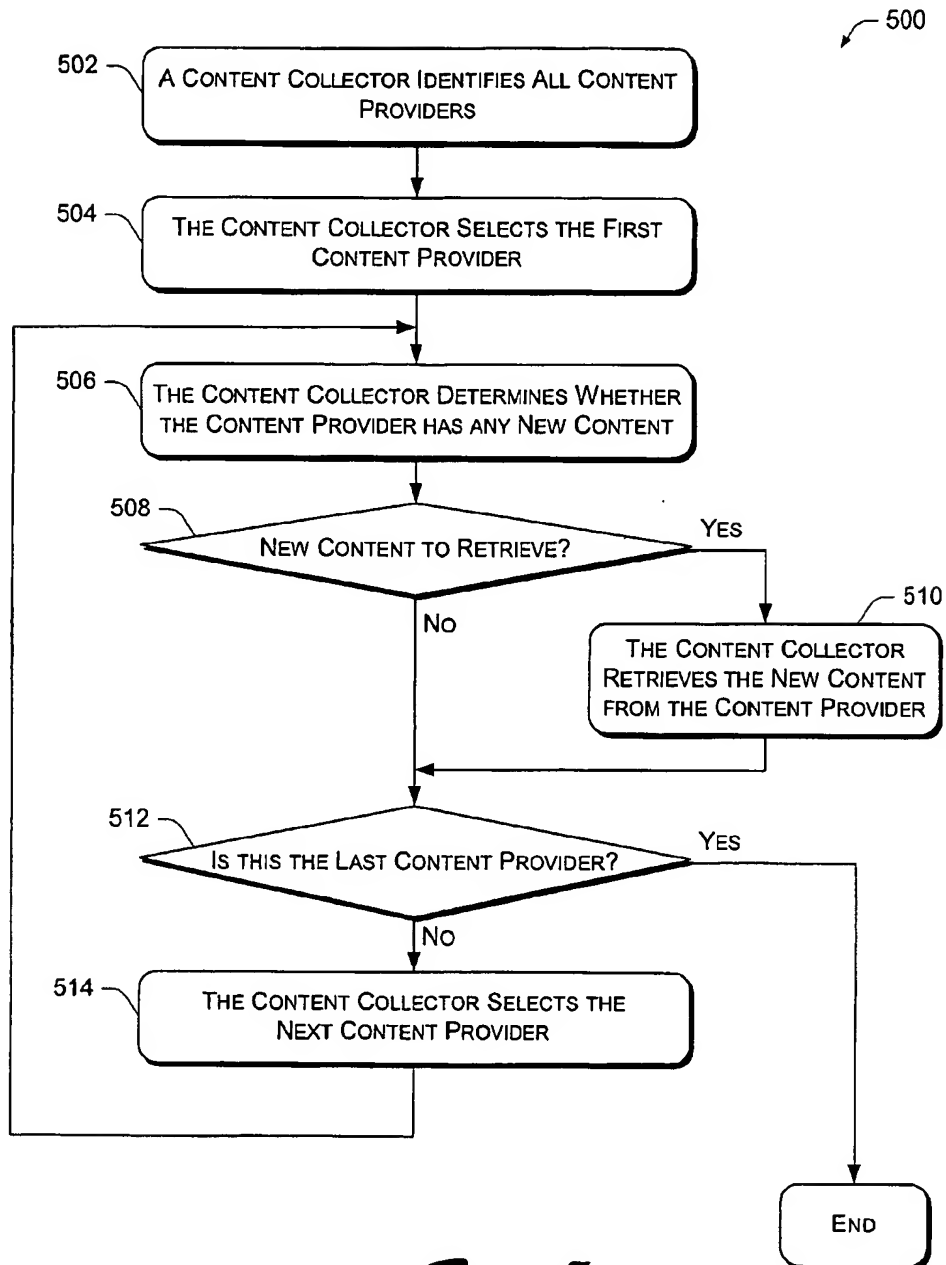 500
502
A CONTENT COLLECTOR IDENTIFIES ALL CONTENT
PROVIDERS
504
THE CONTENT COLLECTOR SELECTS THE FIRST
CONTENT PROVIDER
506
THE CONTENT COLLECTOR DETERMINES WHETHER
THE CONTENT PROVIDER HAS ANY NEW CONTENT
508
NEW CONTENT TO RETRIEVE?
YES
NO
510
THE CONTENT COLLECTOR
RETRIEVES THE NEW CONTENT
FROM THE CONTENT PROVIDER
512
IS THIS THE LAST CONTENT PROVIDER?
YES
NO
514
THE CONTENT COLLECTOR SELECTS THE
NEXT CONTENT PROVIDER
END